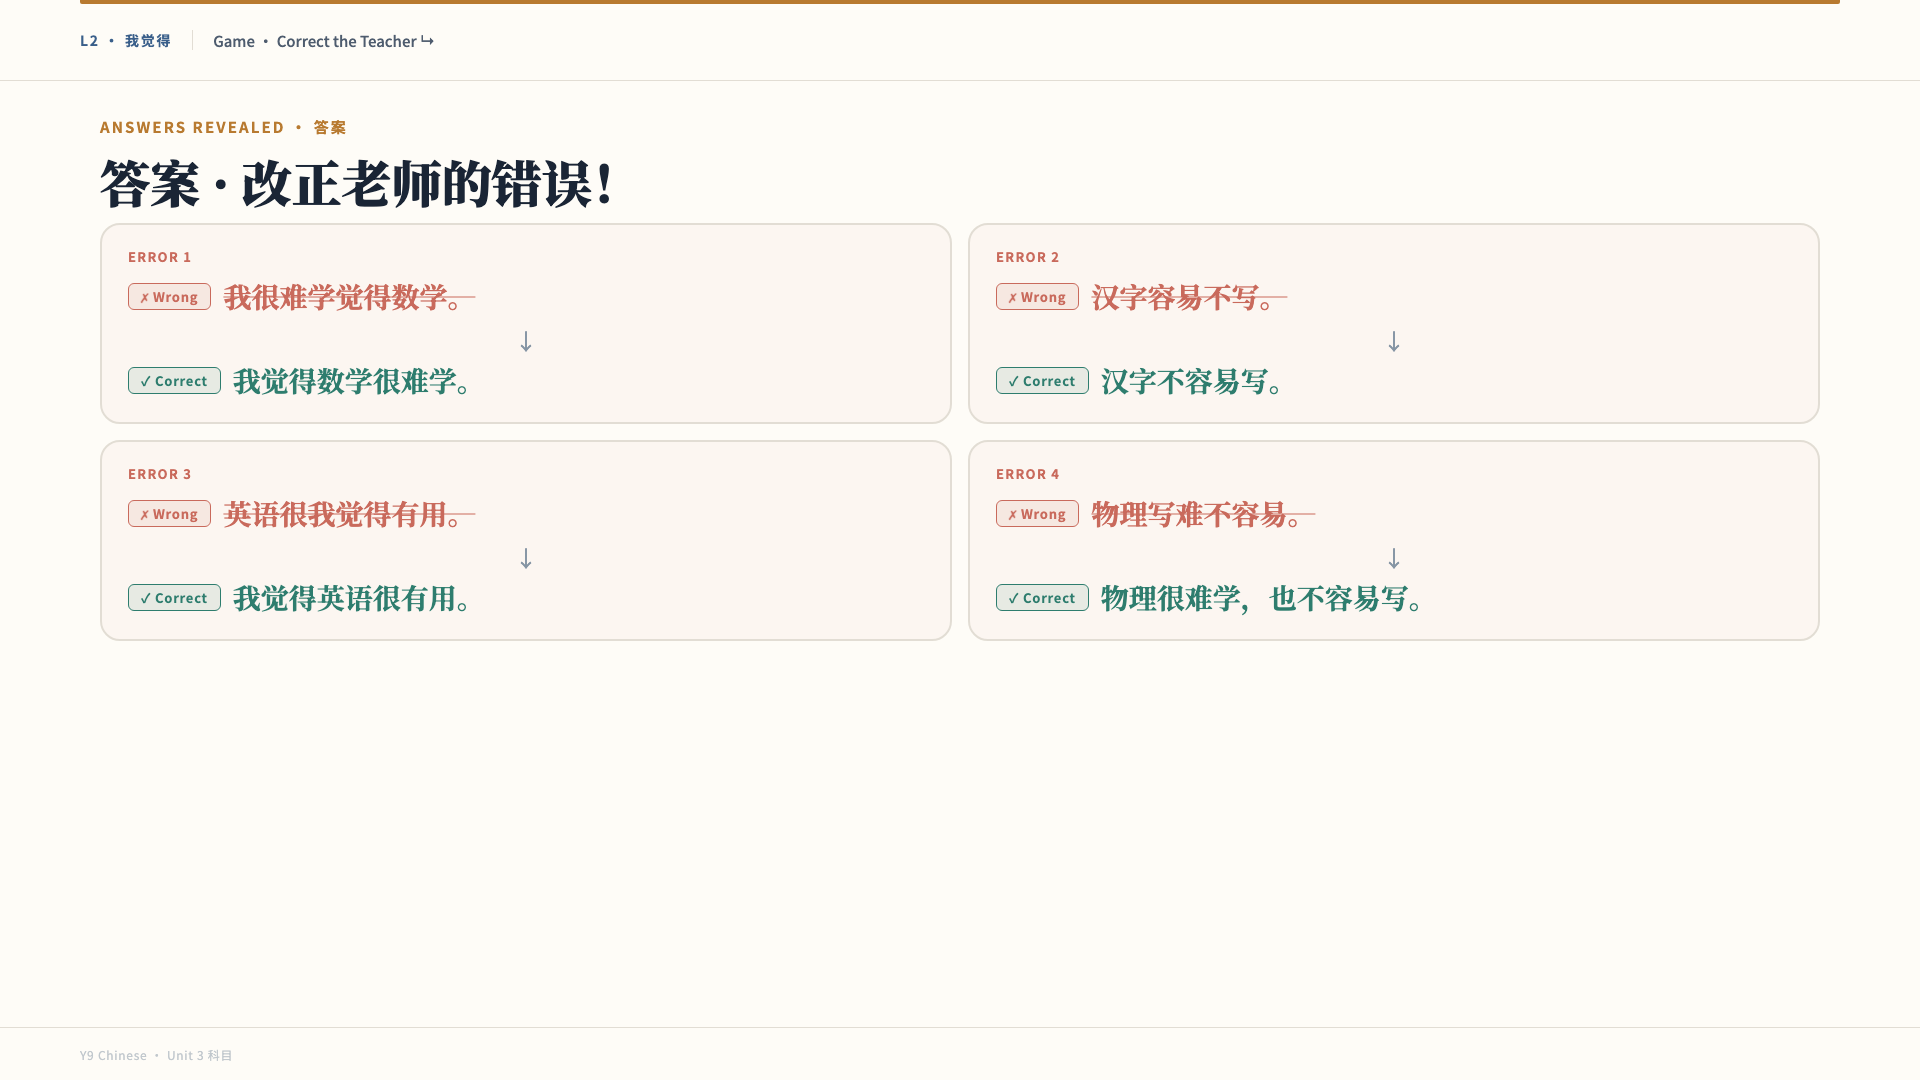 L2 • 我觉得
Game • Correct the Teacher ↪
ANSWERS REVEALED • 答案
答案 · 改正老师的错误！
ERROR 1
✗ Wrong 我很难学觉得数学。
↓
✓ Correct 我觉得数学很难学。
ERROR 2
✗ Wrong 汉字容易不写。
↓
✓ Correct 汉字不容易写。
ERROR 3
✗ Wrong 英语很我觉得有用。
↓
✓ Correct 我觉得英语很有用。
ERROR 4
✗ Wrong 物理写难不容易。
↓
✓ Correct 物理很难学，也不容易写。
Y9 Chinese • Unit 3 科目